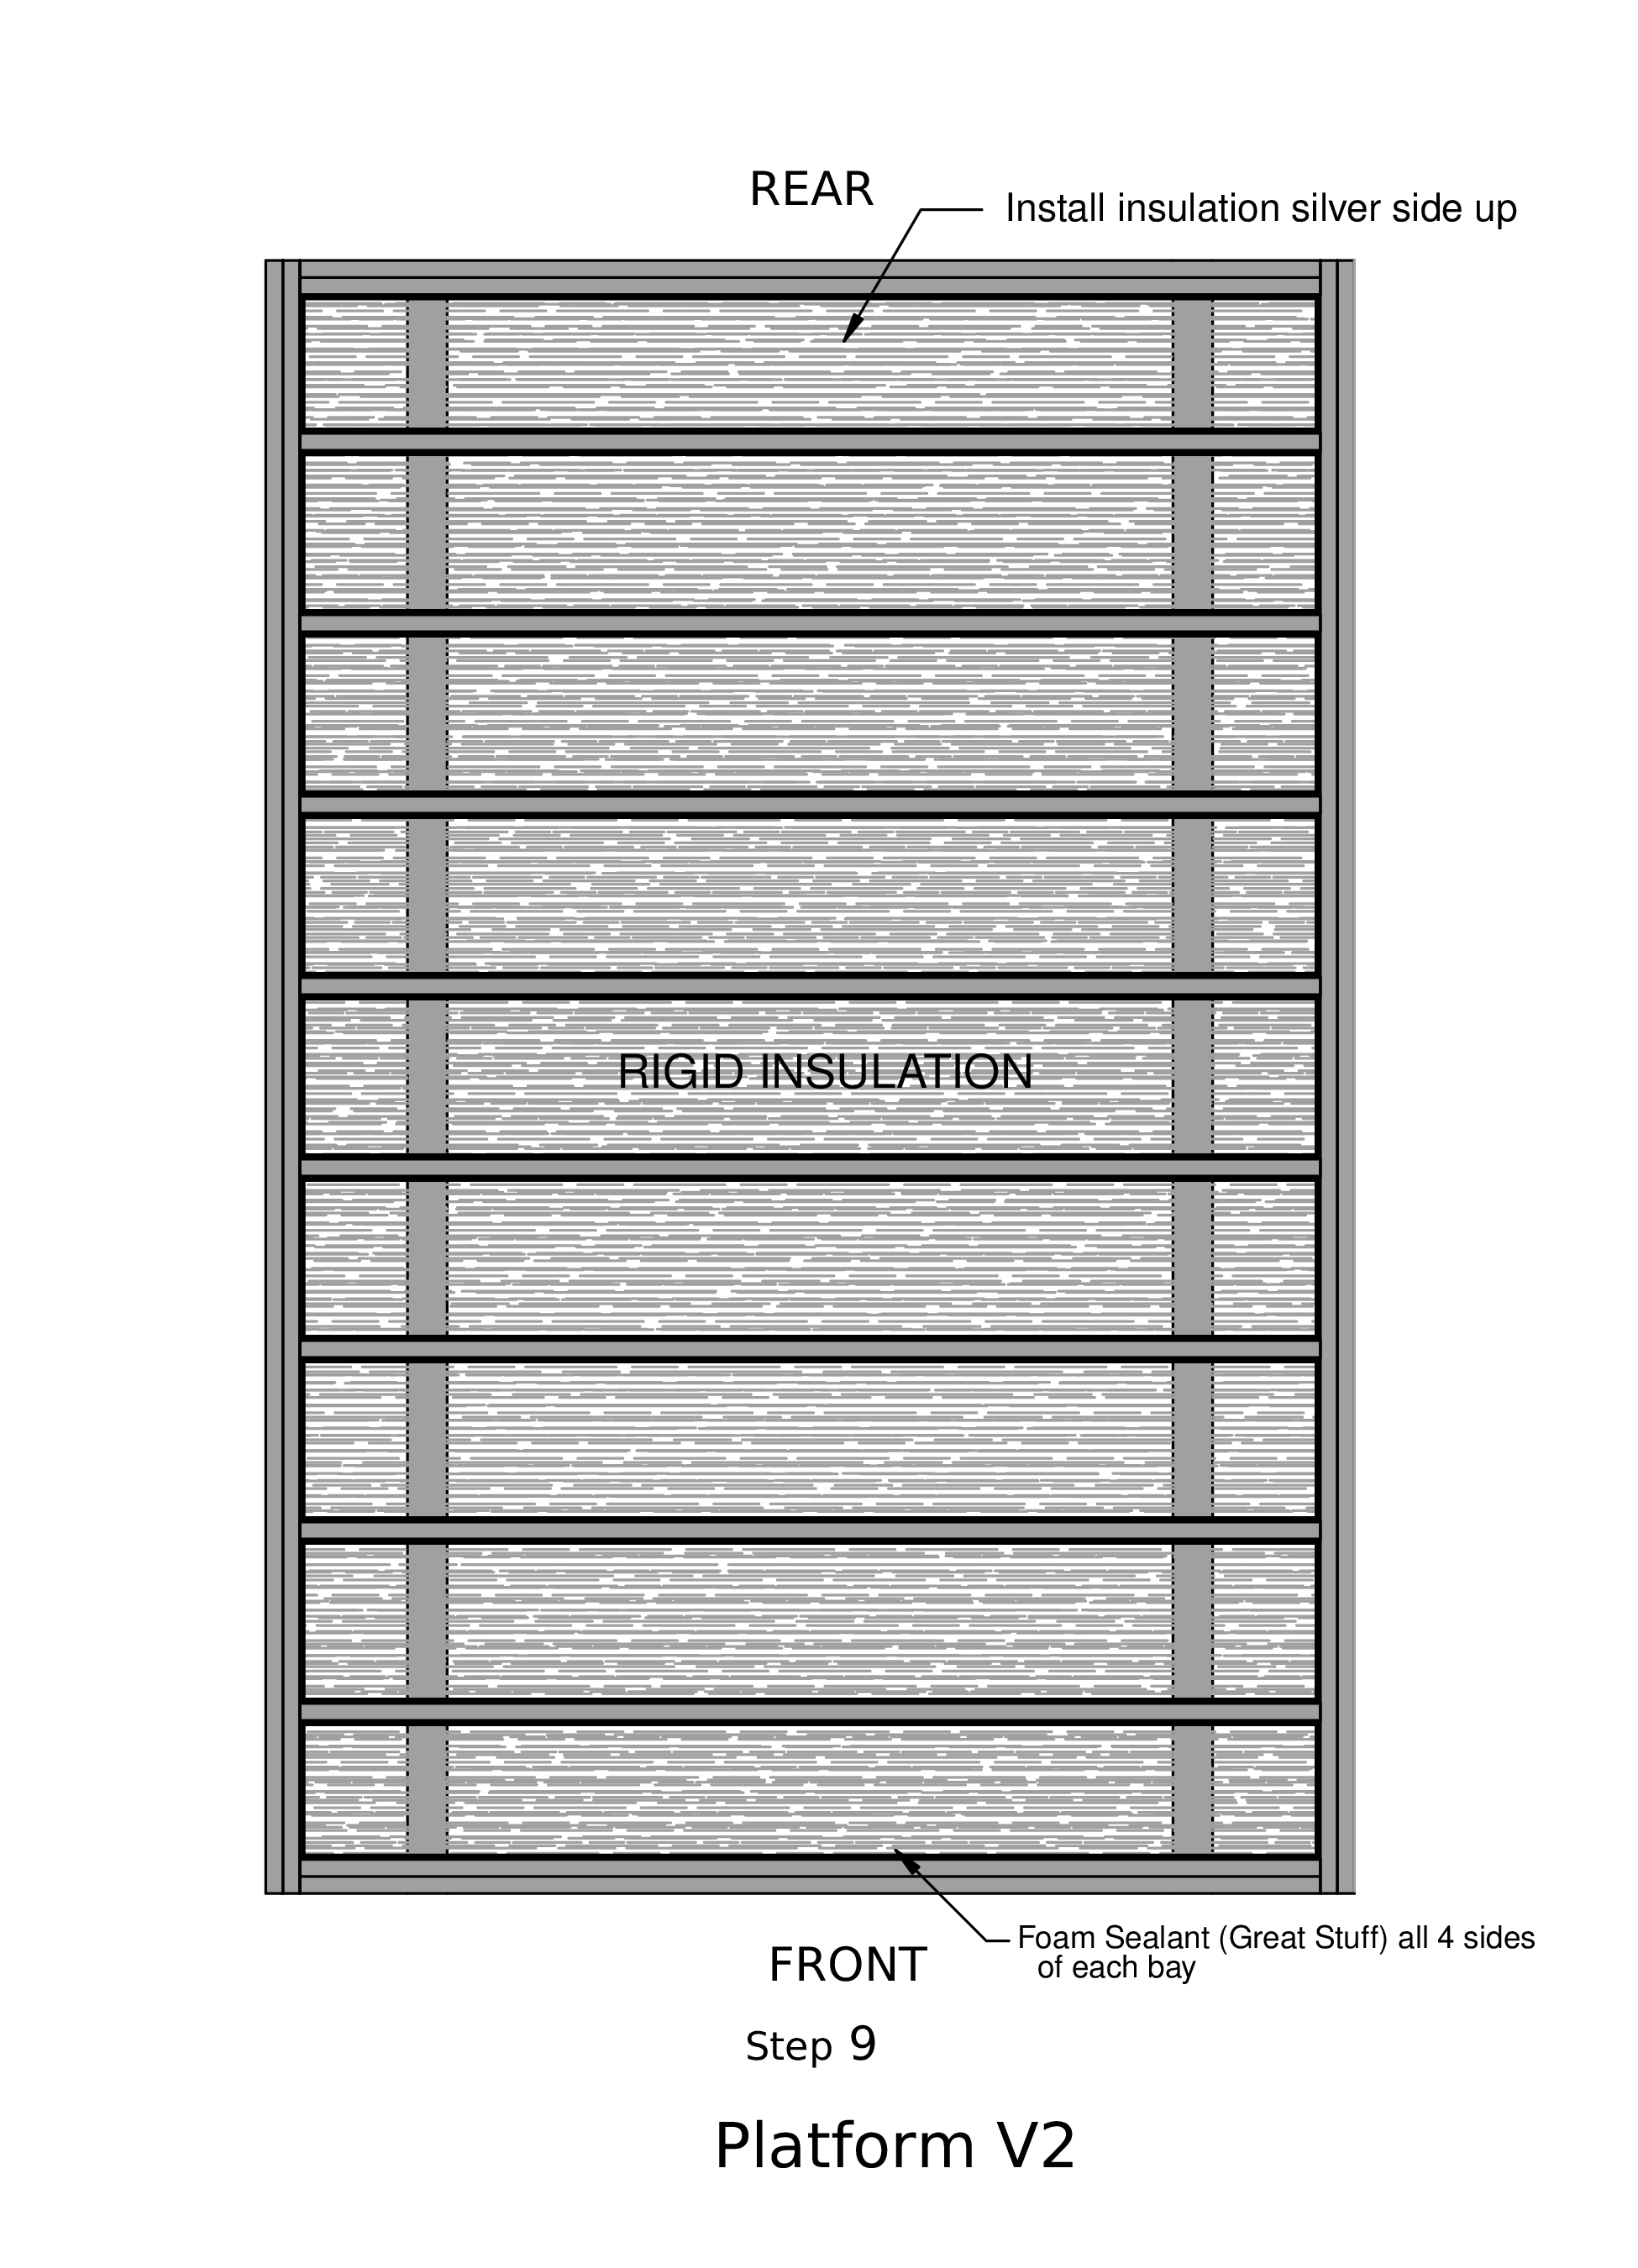 REAR
Install insulation silver side up
RIGID INSULATION
Foam Sealant (Great Stuff) all 4 sides
of each bay
FRONT
Step 9
Platform V2